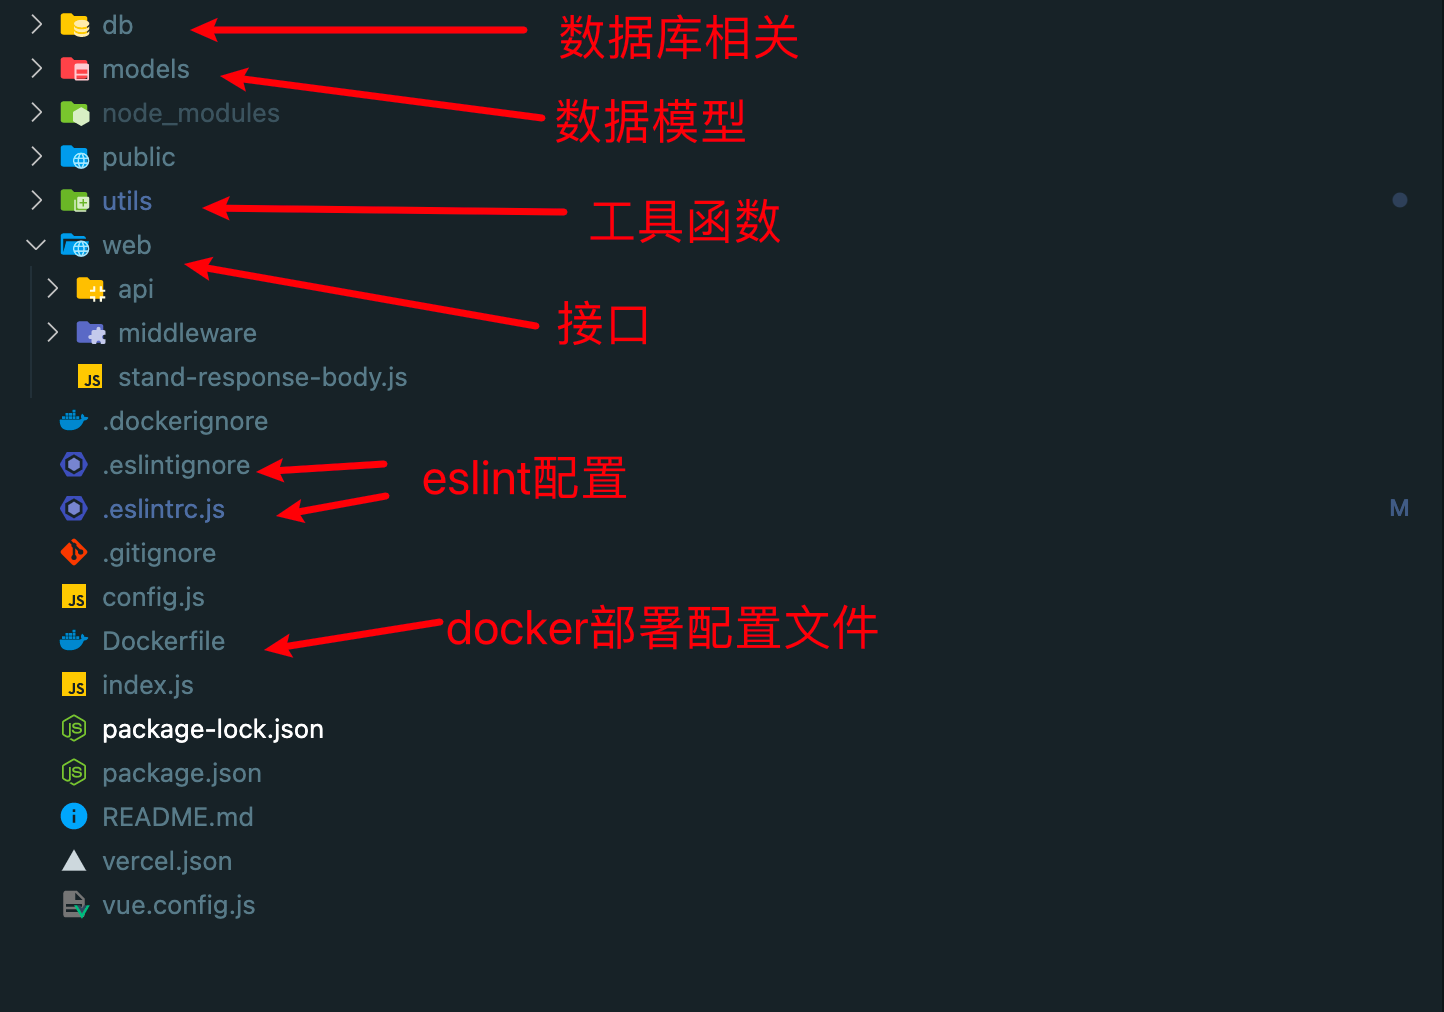 db
数据库相关
models
数据模型
node_modules
public
utils
工具函数
web
接口
api
middleware
JS stand-response-body.js
.dockerignore
.eslintignore
eslint配置
.eslintrc.js
M
.gitignore
JS config.js
Dockerfile
docker部署配置文件
JS index.js
JS package-lock.json
JS package.json
i README.md
vercel.json
vue.config.js